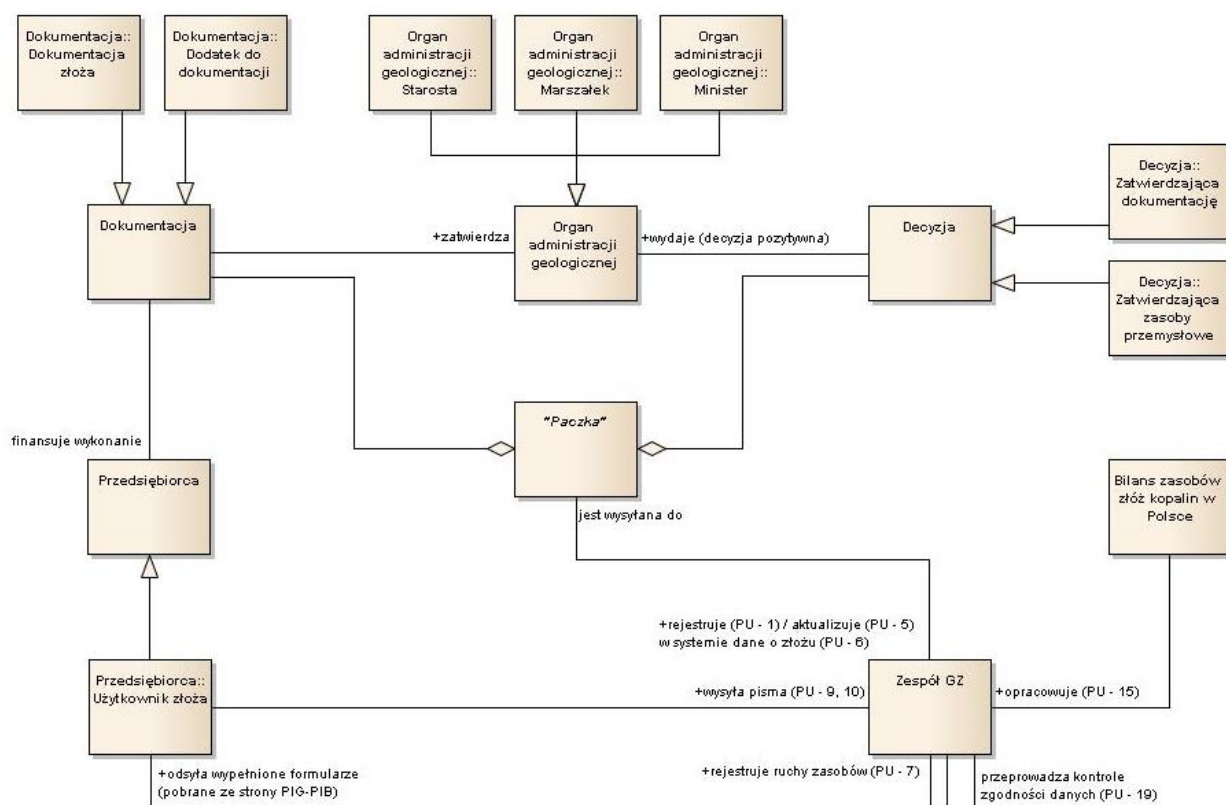 Dokumentacja::
Dokumentacja
złoża
Dokumentacja::
Dodatek do
dokumentacji
Organ
administracji
geologicznej::
Starosta
Organ
administracji
geologicznej::
Marszałek
Organ
administracji
geologicznej::
Minister
Decyzja::
Zatwierdzająca
dokumentację
Dokumentacja
+zatwierdza
Organ
administracji
geologicznej
+wydaje (decyzja pozytywna)
Decyzja
Decyzja::
Zatwierdzająca
zasoby
przemysłowe
"Paczka"
finansuje wykonanie
Przedsiębiorca
jest wysyłana do
Bilans zasobów
złóż kopalin w
Polsce
+rejestruje (PU - 1) / aktualizuje (PU - 5)
w systemie dane o złożu (PU - 6)
Przedsiębiorca::
Użytkownik złoża
+wysyła pisma (PU - 9, 10)
Zespół GZ
+opracowuje (PU - 15)
+odsyła wypełnione formularze
(pobrane ze strony PIG-PIB)
+rejestruje ruchy zasobów (PU - 7)
przeprowadza kontrole
zgodności danych (PU - 19)